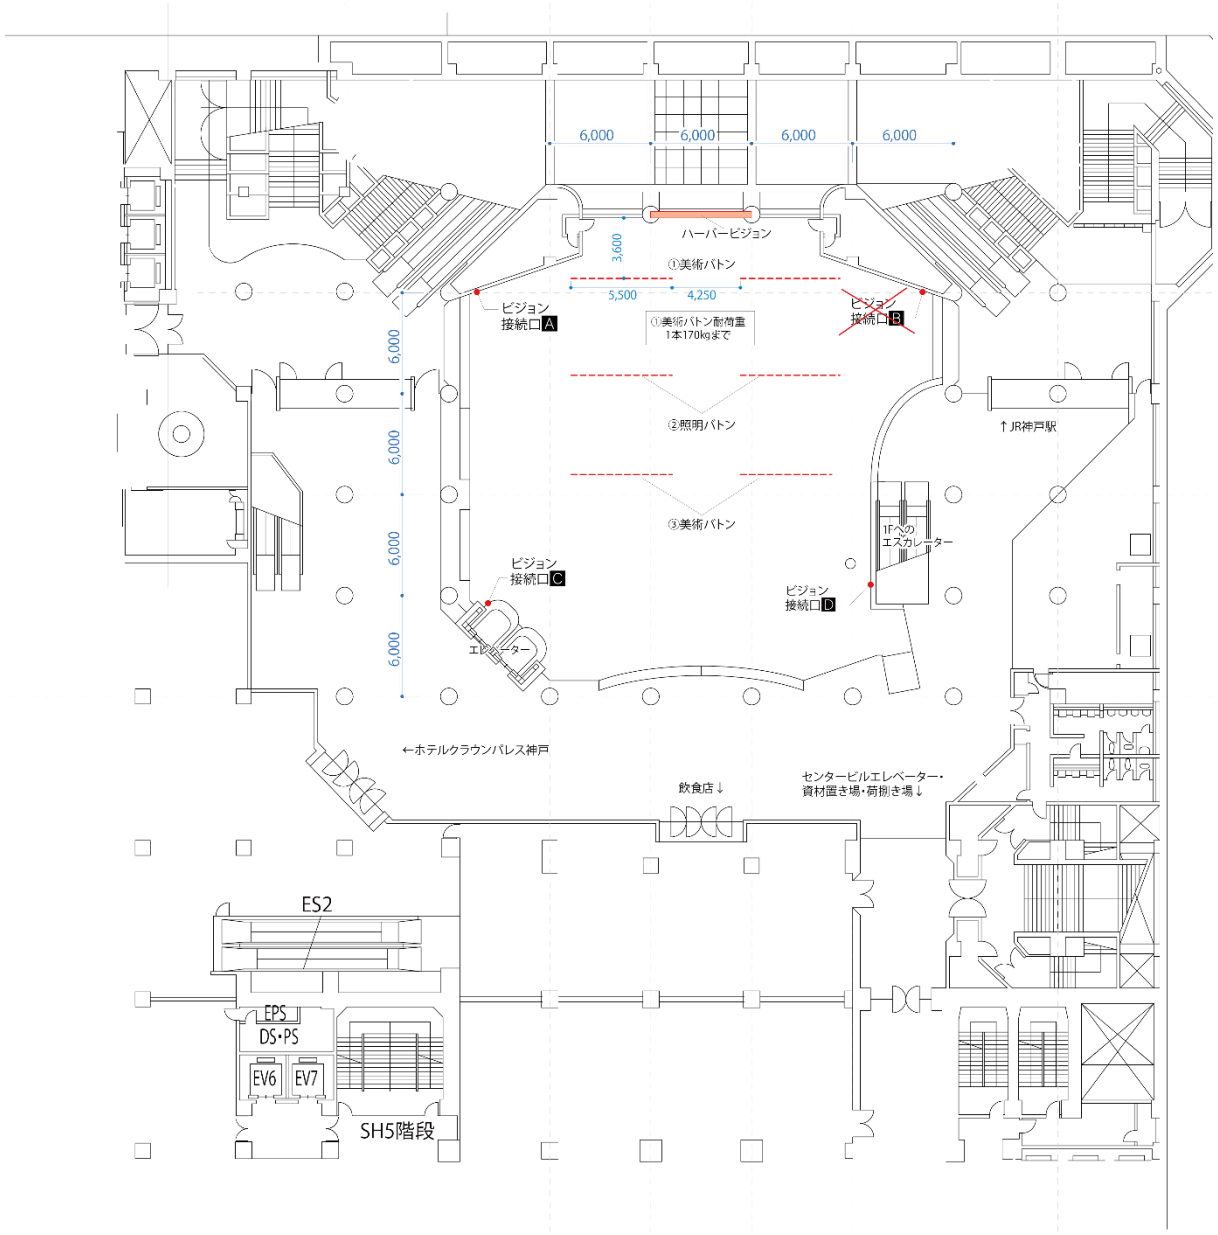 6,000
6,000
6,000
6,000
ハーバービジョン
3,600
①美術バトン
5,500
4,250
ビジョン
接続口A
①美術バトン耐荷重
1本170kgまで
ビジョン
接続口B
6,000
6,000
6,000
6,000
②照明バトン
↑JR神戸駅
③美術バトン
1Fへの
エスカレーター
ビジョン
接続口C
ビジョン
接続口D
エレベーター
←ホテルクラウンパレス神戸
飲食店↓
センタービルエレベーター・
資材置き場・荷捌き場↓
ES2
EPS
DS・PS
EV6
EV7
SH5階段